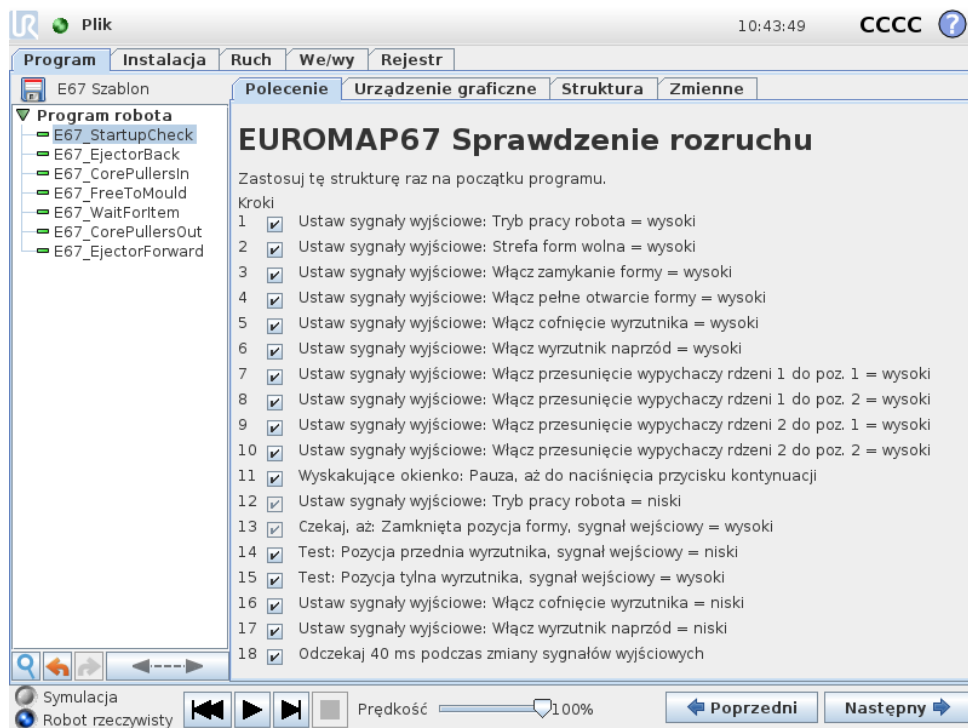 UR Plik 10:43:49 CCCC ?
Program Instalacja Ruch We/wy Rejestr
E67 Szablon
Polecenie Urządzenie graficzne Struktura Zmienne
Program robota
E67_StartupCheck
E67_EjectorBack
E67_CorePullersIn
E67_FreeToMould
E67_WaitForItem
E67_CorePullersOut
E67_EjectorForward
EUROMAP67 Sprawdzenie rozruchu
Zastosuj tę strukturę raz na początku programu.
Kroki
1 Ustaw sygnały wyjściowe: Tryb pracy robota = wysoki
2 Ustaw sygnały wyjściowe: Strefa form wolna = wysoki
3 Ustaw sygnały wyjściowe: Włącz zamykanie formy = wysoki
4 Ustaw sygnały wyjściowe: Włącz pełne otwarcie formy = wysoki
5 Ustaw sygnały wyjściowe: Włącz cofnięcie wyrzutnika = wysoki
6 Ustaw sygnały wyjściowe: Włącz wyrzutnik naprzód = wysoki
7 Ustaw sygnały wyjściowe: Włącz przesunięcie wypychaczy rdzeni 1 do poz. 1 = wysoki
8 Ustaw sygnały wyjściowe: Włącz przesunięcie wypychaczy rdzeni 1 do poz. 2 = wysoki
9 Ustaw sygnały wyjściowe: Włącz przesunięcie wypychaczy rdzeni 2 do poz. 1 = wysoki
10 Ustaw sygnały wyjściowe: Włącz przesunięcie wypychaczy rdzeni 2 do poz. 2 = wysoki
11 Wyskakujące okienko: Pauza, aż do naciśnięcia przycisku kontynuacji
12 Ustaw sygnały wyjściowe: Tryb pracy robota = niski
13 Czekaj, aż: Zamknięta pozycja formy, sygnał wejściowy = wysoki
14 Test: Pozycja przednia wyrzutnika, sygnał wejściowy = niski
15 Test: Pozycja tylna wyrzutnika, sygnał wejściowy = wysoki
16 Ustaw sygnały wyjściowe: Włącz cofnięcie wyrzutnika = niski
17 Ustaw sygnały wyjściowe: Włącz wyrzutnik naprzód = niski
18 Odczekaj 40 ms podczas zmiany sygnałów wyjściowych
Symulacja
Robot rzeczywisty
Prędkość 100%
Poprzedni Następny